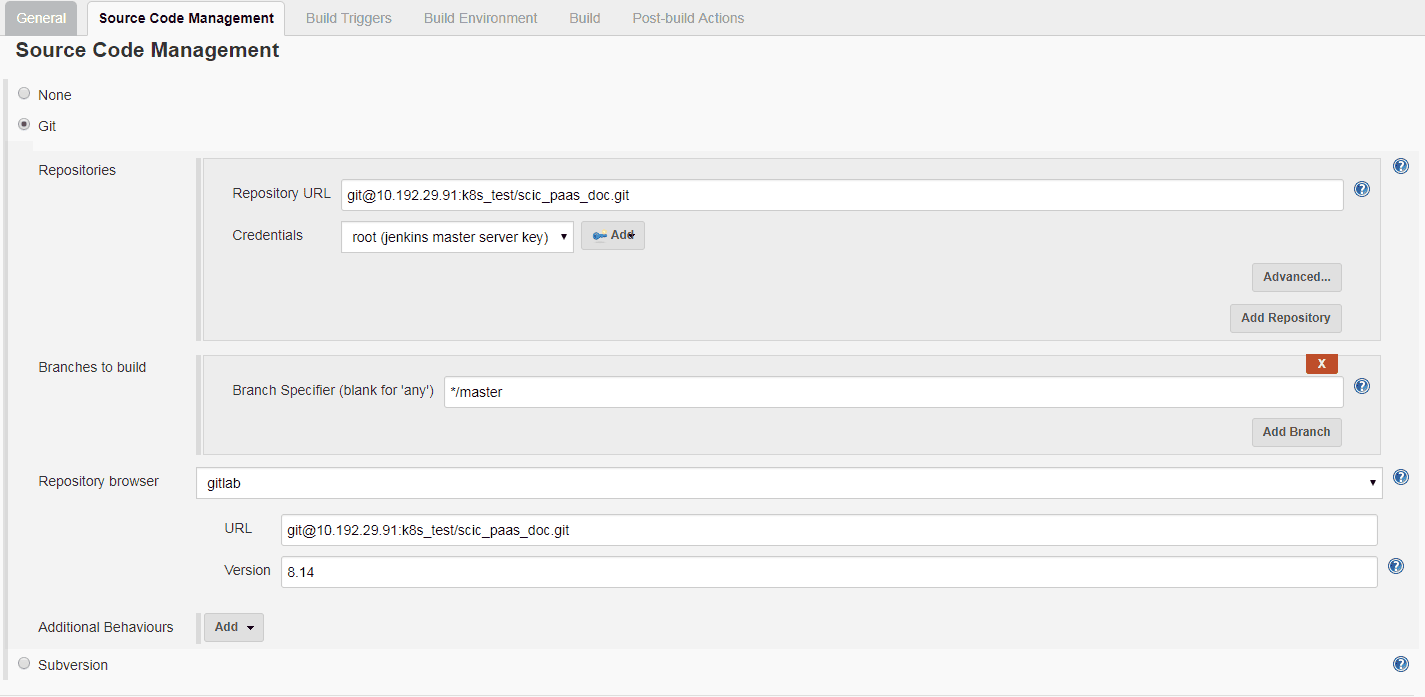 General Source Code Management Build Triggers Build Environment Build Post-build Actions
Source Code Management
None
Git
Repositories
Repository URL git@10.192.29.91:k8s_test/scic_paas_doc.git
Credentials root (jenkins master server key) Add
Advanced...
Add Repository
Branches to build
X
Branch Specifier (blank for 'any') */master
Add Branch
Repository browser gitlab
URL git@10.192.29.91:k8s_test/scic_paas_doc.git
Version 8.14
Additional Behaviours Add
Subversion